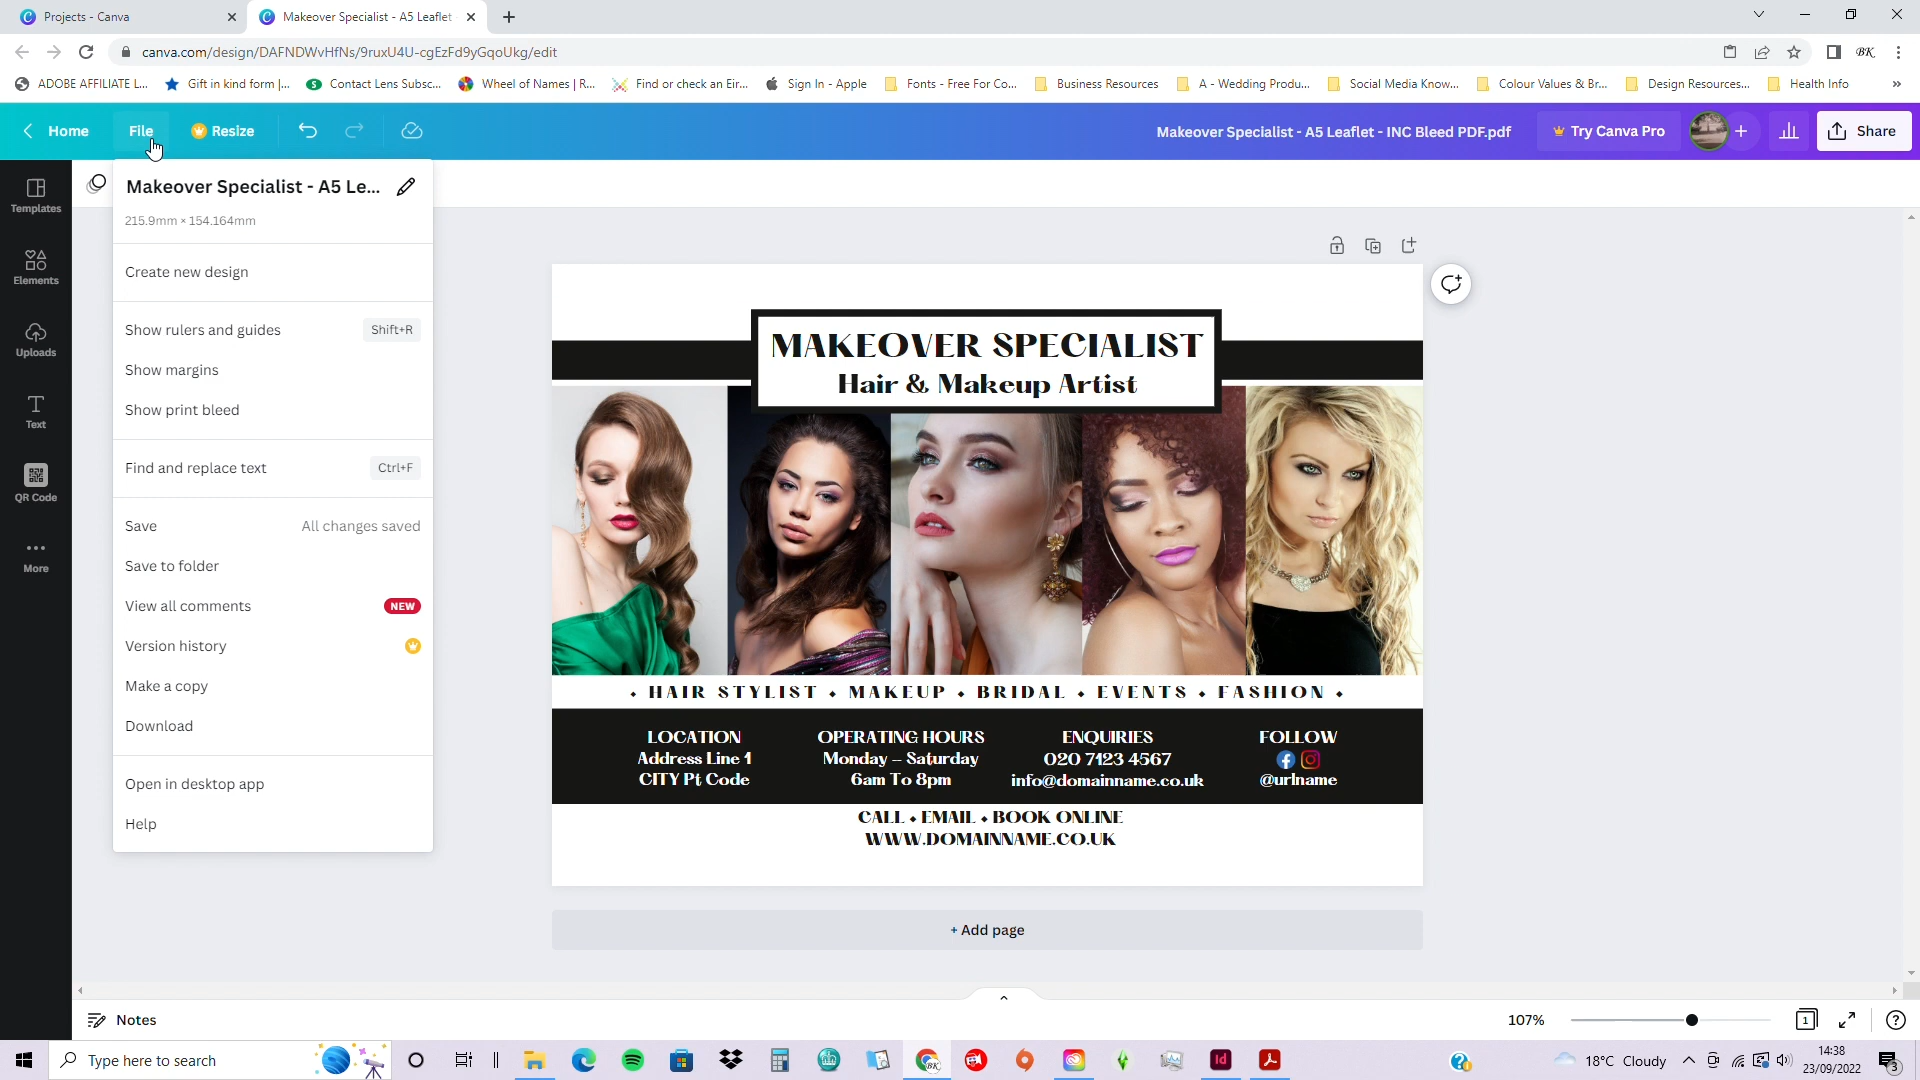 Projects - Canva
Makeover Specialist - A5 Leaflet
canva.com/design/DAFNDWvHfNs/9ruxU4U-cgEzFd9yGqoUkg/edit
BK
ADOBE AFFILIATE L...
Gift in kind form |...
Contact Lens Subsc...
Wheel of Names | R...
Find or check an Eir...
Sign In - Apple
Fonts - Free For Co...
Business Resources
A - Wedding Produ...
Social Media Know...
Colour Values & Br...
Design Resources...
Health Info
Home
File
Resize
Makeover Specialist - A5 Leaflet - INC Bleed PDF.pdf
Try Canva Pro
Share
Templates
Elements
Uploads
Text
QR Code
More
Makeover Specialist - A5 Le...
215.9mm × 154.164mm
Create new design
Show rulers and guides Shift+R
Show margins
Show print bleed
Find and replace text Ctrl+F
Save All changes saved
Save to folder
View all comments NEW
Version history
Make a copy
Download
Open in desktop app
Help
MAKEOVER SPECIALIST
Hair & Makeup Artist
• HAIR STYLIST • MAKEUP • BRIDAL • EVENTS • FASHION •
LOCATION
Address Line 1
CITY Pt Code
OPERATING HOURS
Monday – Saturday
6am To 8pm
ENQUIRIES
020 7123 4567
info@domainname.co.uk
FOLLOW
@urlname
CALL • EMAIL • BOOK ONLINE
WWW.DOMAINNAME.CO.UK
+ Add page
Notes
107%
1
Type here to search
BK
Id
18°C Cloudy
14:38
23/09/2022
3